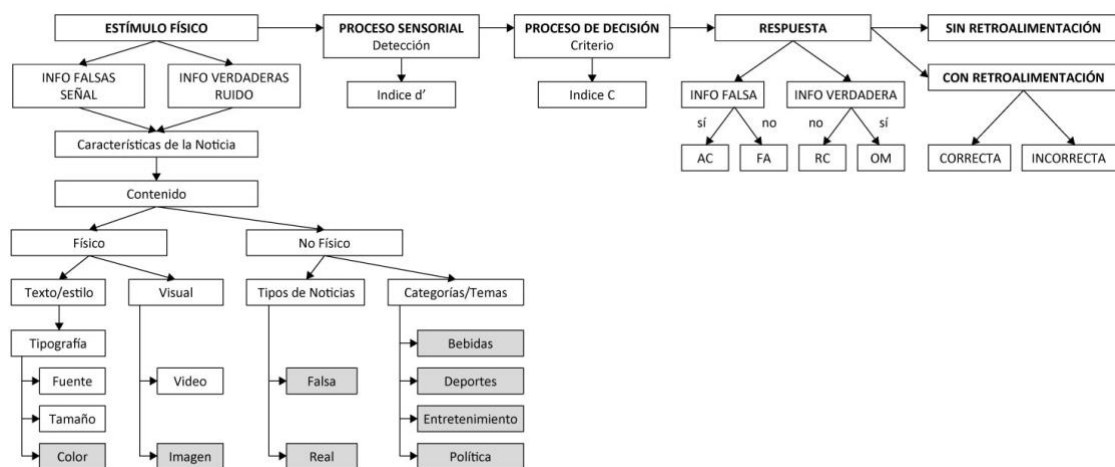 ESTÍMULO FÍSICO
PROCESO SENSORIAL
Detección
PROCESO DE DECISIÓN
Criterio
RESPUESTA
SIN RETROALIMENTACIÓN
INFO FALSAS
SEÑAL
INFO VERDADERAS
RUIDO
Indice d’
Indice C
INFO FALSA
INFO VERDADERA
CON RETROALIMENTACIÓN
sí
no
no
sí
AC
FA
RC
OM
CORRECTA
INCORRECTA
Características de la Noticia
Contenido
Físico
No Físico
Texto/estilo
Visual
Tipos de Noticias
Categorías/Temas
Tipografía
Bebidas
Fuente
Video
Falsa
Deportes
Tamaño
Entretenimiento
Color
Imagen
Real
Política